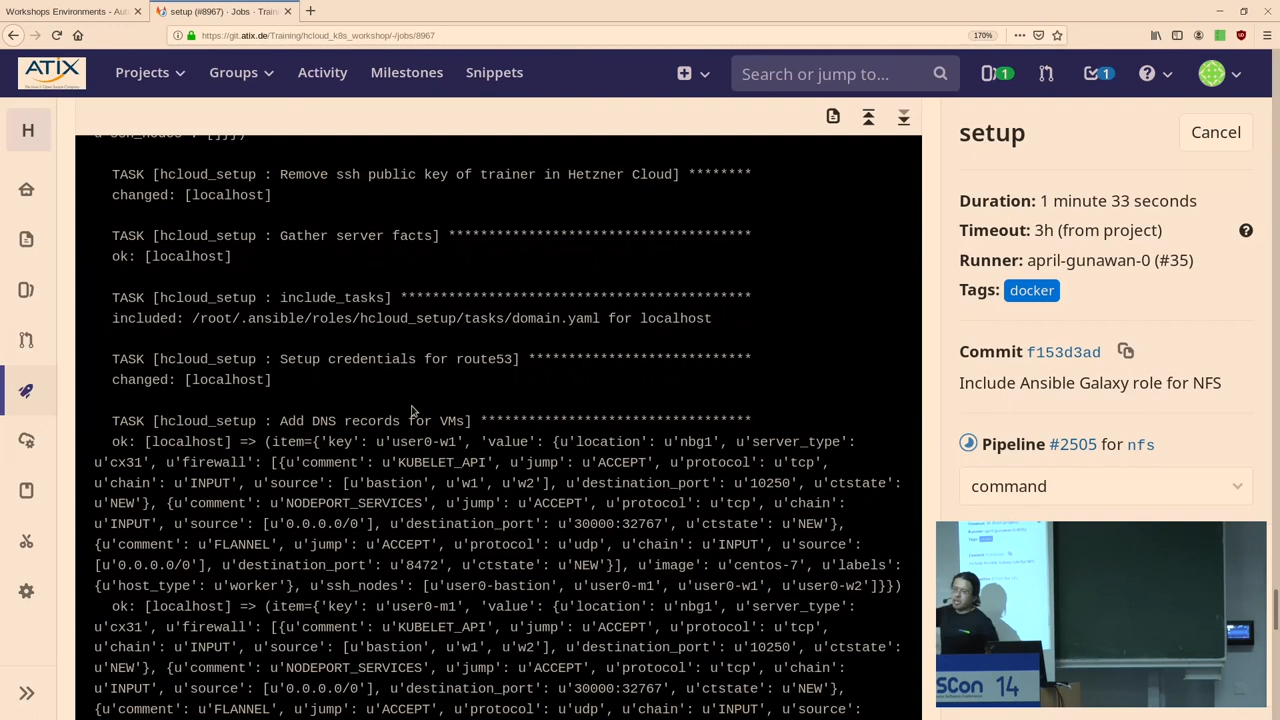 Workshops Environments - Au
setup (#8967) · Jobs · Train
https://git.atix.de/Training/hcloud_k8s_workshop/-/jobs/8967
170%
ATIX
Projects
Groups
Activity
Milestones
Snippets
Search or jump to...
1
1
H
u'ssh_nodes': []}})
TASK [hcloud_setup : Remove ssh public key of trainer in Hetzner Cloud] ********
changed: [localhost]
TASK [hcloud_setup : Gather server facts] **************************************
ok: [localhost]
TASK [hcloud_setup : include_tasks] ********************************************
included: /root/.ansible/roles/hcloud_setup/tasks/domain.yaml for localhost
TASK [hcloud_setup : Setup credentials for route53] ****************************
changed: [localhost]
TASK [hcloud_setup : Add DNS records for VMs] **********************************
ok: [localhost] => (item={'key': u'user0-w1', 'value': {u'location': u'nbg1', u'server_type':
u'cx31', u'firewall': [{u'comment': u'KUBELET_API', u'jump': u'ACCEPT', u'protocol': u'tcp',
u'chain': u'INPUT', u'source': [u'bastion', u'w1', u'w2'], u'destination_port': u'10250', u'ctstate':
u'NEW'}, {u'comment': u'NODEPORT_SERVICES', u'jump': u'ACCEPT', u'protocol': u'tcp', u'chain':
u'INPUT', u'source': [u'0.0.0.0/0'], u'destination_port': u'30000:32767', u'ctstate': u'NEW'},
{u'comment': u'FLANNEL', u'jump': u'ACCEPT', u'protocol': u'udp', u'chain': u'INPUT', u'source':
[u'0.0.0.0/0'], u'destination_port': u'8472', u'ctstate': u'NEW'}], u'image': u'centos-7', u'labels':
{u'host_type': u'worker'}, u'ssh_nodes': [u'user0-bastion', u'user0-m1', u'user0-w1', u'user0-w2']}})
ok: [localhost] => (item={'key': u'user0-m1', 'value': {u'location': u'nbg1', u'server_type':
u'cx31', u'firewall': [{u'comment': u'KUBELET_API', u'jump': u'ACCEPT', u'protocol': u'tcp',
u'chain': u'INPUT', u'source': [u'bastion', u'w1', u'w2'], u'destination_port': u'10250', u'ctstate':
u'NEW'}, {u'comment': u'NODEPORT_SERVICES', u'jump': u'ACCEPT', u'protocol': u'tcp', u'chain':
u'INPUT', u'source': [u'0.0.0.0/0'], u'destination_port': u'30000:32767', u'ctstate': u'NEW'},
{u'comment': u'FLANNEL', u'jump': u'ACCEPT', u'protocol': u'udp', u'chain': u'INPUT', u'source':
setup
Cancel
Duration: 1 minute 33 seconds
Timeout: 3h (from project)
Runner: april-gunawan-0 (#35)
Tags: docker
Commit f153d3ad
Include Ansible Galaxy role for NFS
Pipeline #2505 for nfs
command
SCon 14